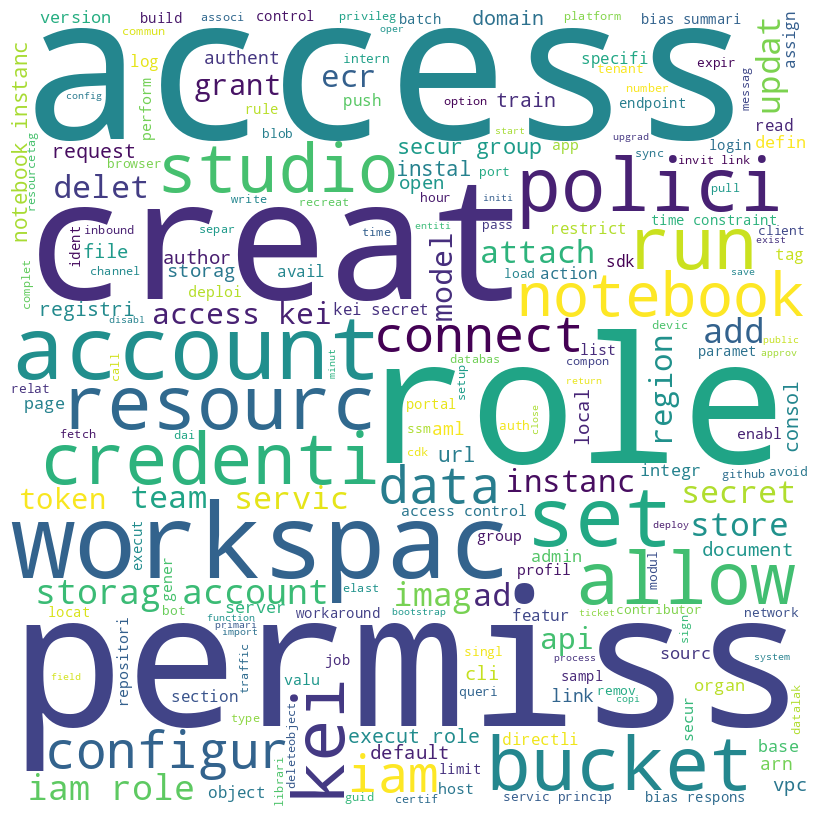 version
build
associ
control
privileg
batch
domain
bias summari
platform
oper
commun
access
log
authent
intern
specifi
tenant
expir
updat
assign
messag
grant
ecr
config
perform
rule
push
option
train
number
endpoint
blob
start
upgrad
read
notebook instanc
resourcetag
request
browser
studio
secur group
app
login
defin
sync
invit link
delet
write
recreat
instal
open
port
hour
initi
polici
pull
creat
inbound
separ
time
entiti
pass
restrict
time constraint
client
exist
ident
file
author
model
attach
sdk
run
tag
complet
channel
storag
avail
load
action
save
deploi
notebook
registri
disabl
access kei
kei secret
devic
account
call
minut
connect
list
add
public
paramet
approv
databas
compon
relat
resourc
setup
return
role
region
consol
page
portal
local
fetch
dai
ssm
aml
auth
close
enabl
credenti
cdk
url
integr
github
avoid
data
instanc
token
team
servic
secret
workspac
access control
set
deploy
store
execut
group
admin
document
gener
profil
modul
storag account
elast
imag
ad
allow
locat
bot
server
workaround
bootstrap
featur
ticket
contributor
network
function
primari
import
permiss
api
sign
repositori
traffic
job
singl
process
sourc
system
field
cli
sampl
organ
section
valu
queri
link
remov
copi
secur
datalak
type
configur
deleteobject
kei
execut role
directli
default
base
iam role
object
librari
guid
iam
limit
host
bucket
arn
vpc
certif
servic princip
bias respons